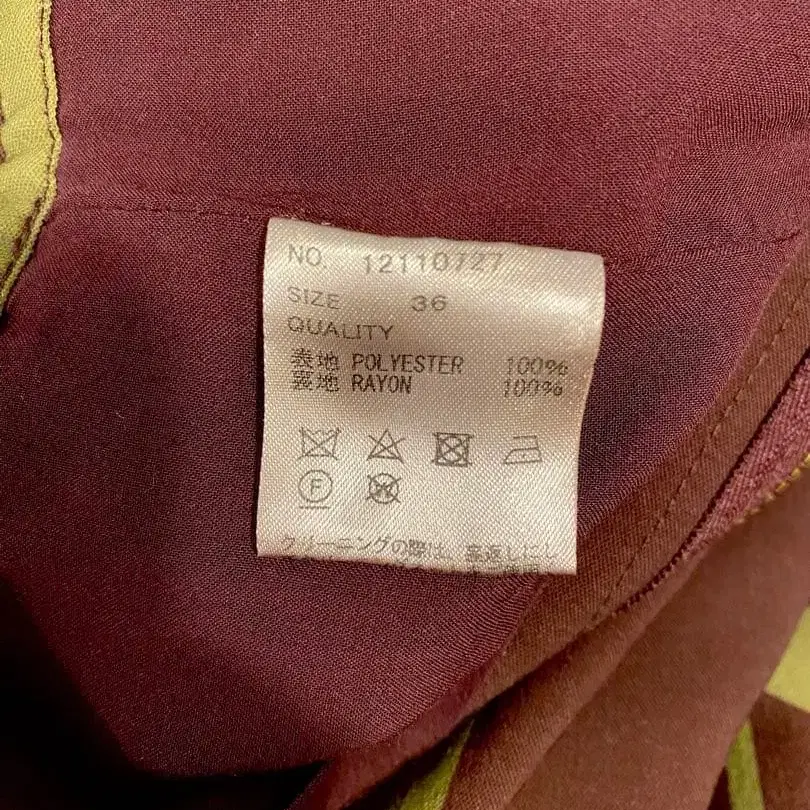 NO. 12110727
SIZE 36
QUALITY
表地 POLYESTER 100%
裏地 RAYON 100%
F
W
クリーニングの際は、裏返しにし